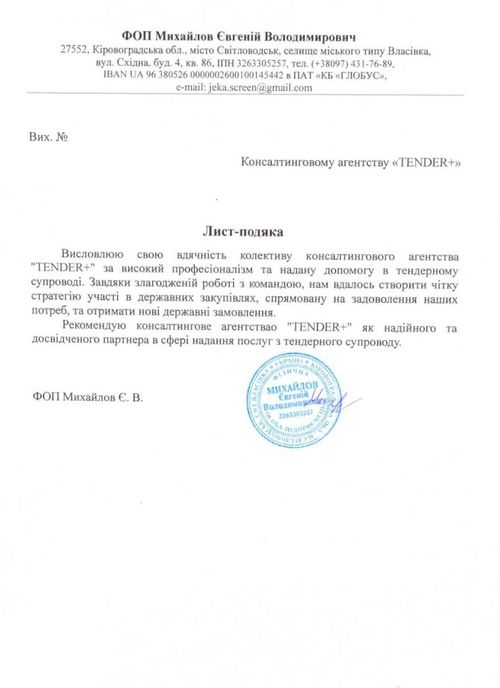 ФОП Михайлов Євгеній Володимирович
27552, Кіровоградська обл., місто Світловодськ, селище міського типу Власівка,
вул. Східна, буд. 4, кв. 86, ІПН 3263305257, тел. (+38097) 431-76-89,
IBAN UA 96 380526 0000002600100145442 в ПАТ «КБ «ГЛОБУС»,
e-mail: jeka.screen@gmail.com
Вих. №
Консалтинговому агентству «TENDER+»
Лист-подяка
Висловлюю свою вдячність колективу консалтингового агентства
"TENDER+" за високий професіоналізм та надану допомогу в тендерному
супроводі. Завдяки злагодженій роботі з командою, нам вдалось створити чітку
стратегію участі в державних закупівлях, спрямовану на задоволення наших
потреб, та отримати нові державні замовлення.
Рекомендую консалтингове агентствао "TENDER+" як надійного та
досвідченого партнера в сфері надання послуг з тендерного супроводу.
ФОП Михайлов Є. В.
УКРАЇНА
ФІЗИЧНА
МИХАЙЛОВ
Євгеній
Володимирович
3263305257
ОСОБА-ПІДПРИЄМЕЦЬ